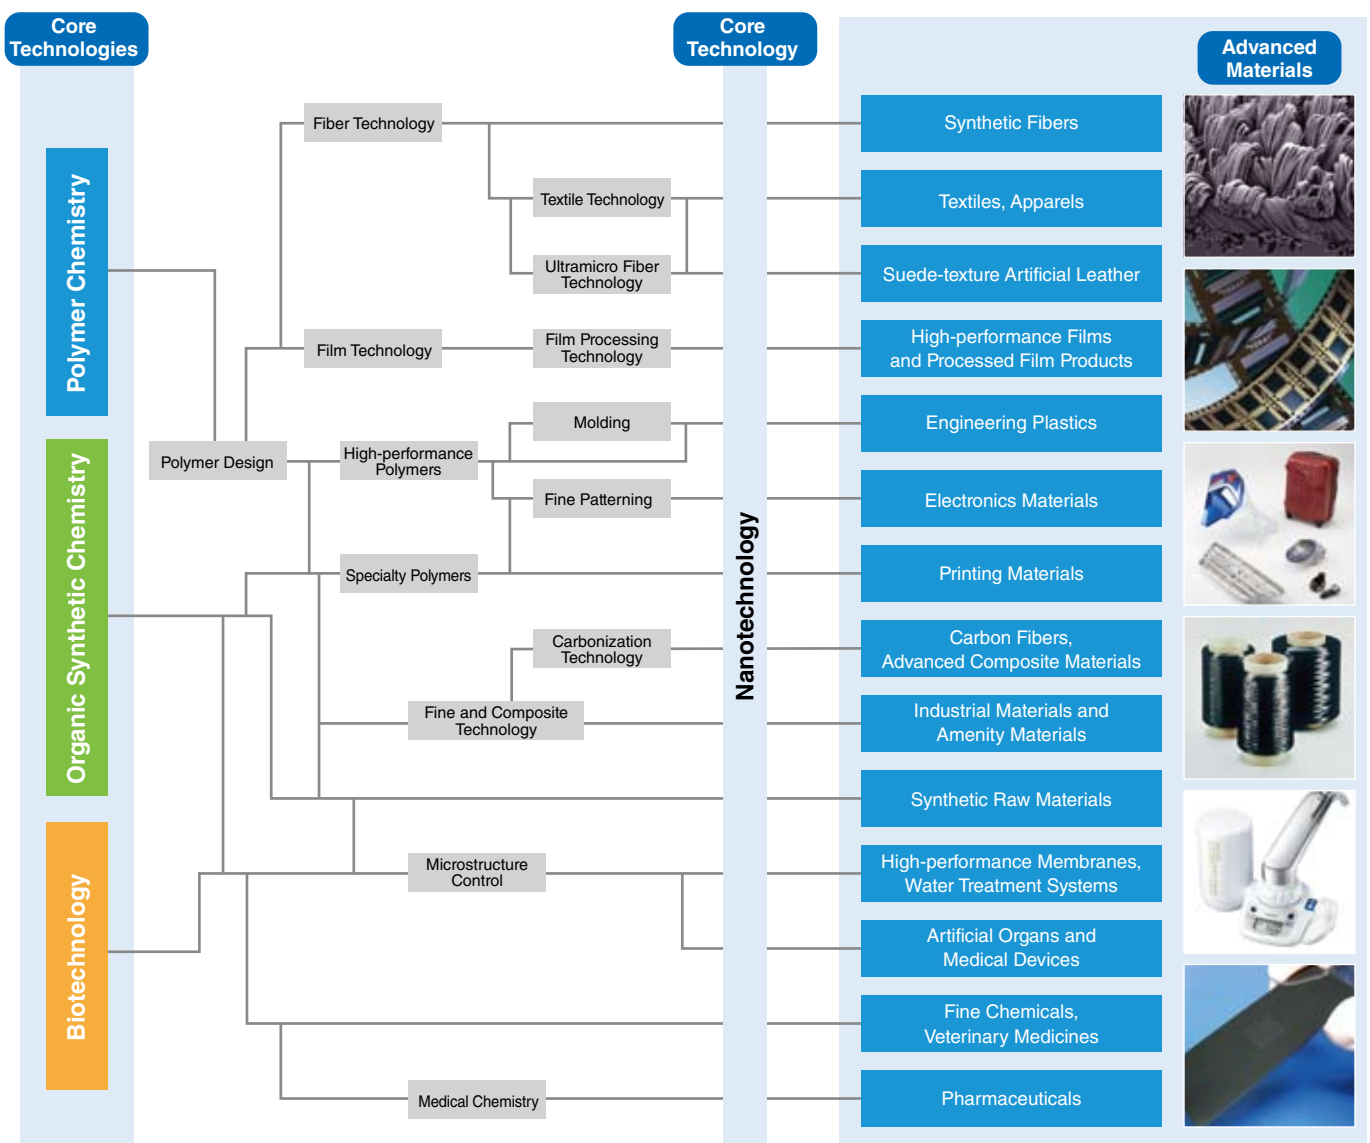 Core
Technologies
Core
Technology
Advanced
Materials
Polymer Chemistry
Organic Synthetic Chemistry
Biotechnology
Fiber Technology
Textile Technology
Ultramicro Fiber
Technology
Film Technology
Film Processing
Technology
Polymer Design
High-performance
Polymers
Molding
Fine Patterning
Specialty Polymers
Carbonization
Technology
Fine and Composite
Technology
Microstructure
Control
Medical Chemistry
Nanotechnology
Synthetic Fibers
Textiles, Apparels
Suede-texture Artificial Leather
High-performance Films
and Processed Film Products
Engineering Plastics
Electronics Materials
Printing Materials
Carbon Fibers,
Advanced Composite Materials
Industrial Materials and
Amenity Materials
Synthetic Raw Materials
High-performance Membranes,
Water Treatment Systems
Artificial Organs and
Medical Devices
Fine Chemicals,
Veterinary Medicines
Pharmaceuticals